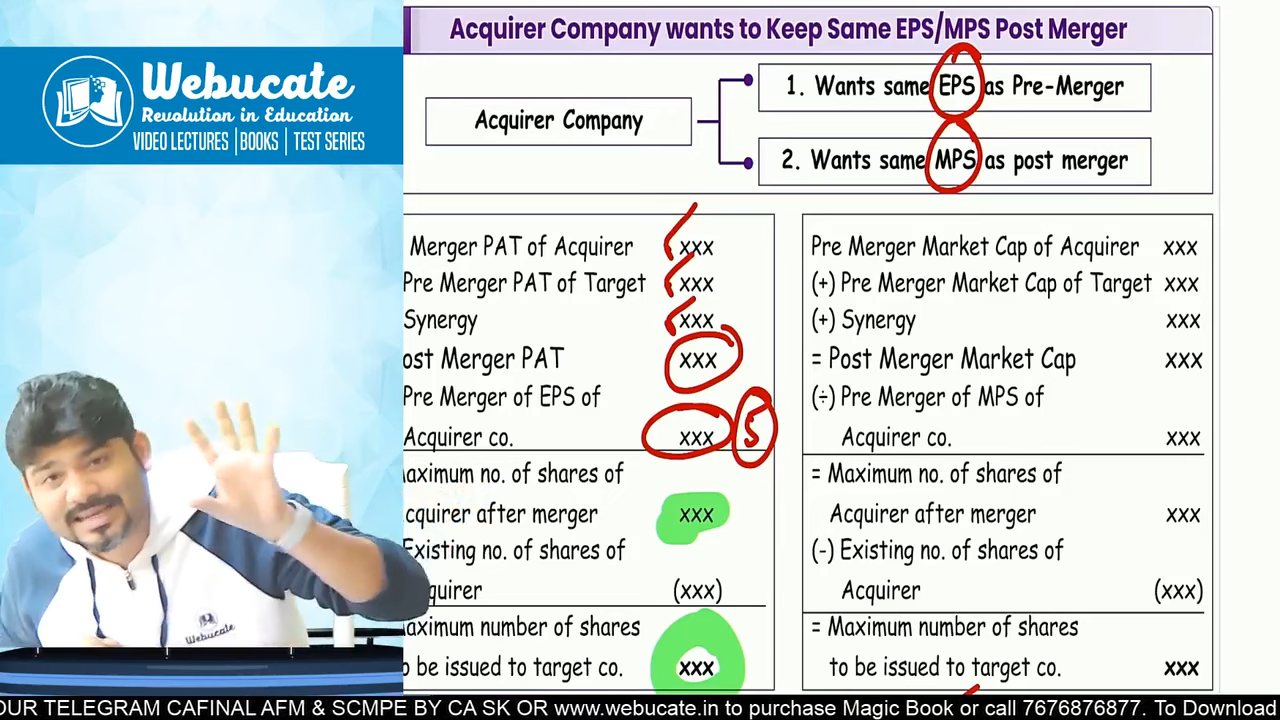 Acquirer Company wants to Keep Same EPS/MPS Post Merger
Webucate
Revolution in Education
VIDEO LECTURES | BOOKS | TEST SERIES
Acquirer Company
1. Wants same EPS as Pre-Merger
2. Wants same MPS as post merger
Merger PAT of Acquirer xxx
Pre Merger PAT of Target xxx
Synergy xxx
ost Merger PAT xxx
Pre Merger of EPS of
Acquirer co. xxx 5
aximum no. of shares of
cquirer after merger xxx
Existing no. of shares of
quirer (xxx)
aximum number of shares
o be issued to target co. xxx
Pre Merger Market Cap of Acquirer xxx
(+) Pre Merger Market Cap of Target xxx
(+) Synergy xxx
= Post Merger Market Cap xxx
(÷) Pre Merger of MPS of
Acquirer co. xxx
= Maximum no. of shares of
Acquirer after merger xxx
(-) Existing no. of shares of
Acquirer (xxx)
= Maximum number of shares
to be issued to target co. xxx
Webucate
OUR TELEGRAM CAFINAL AFM & SCMPE BY CA SK OR www.webucate.in to purchase Magic Book or call 7676876877. To Download